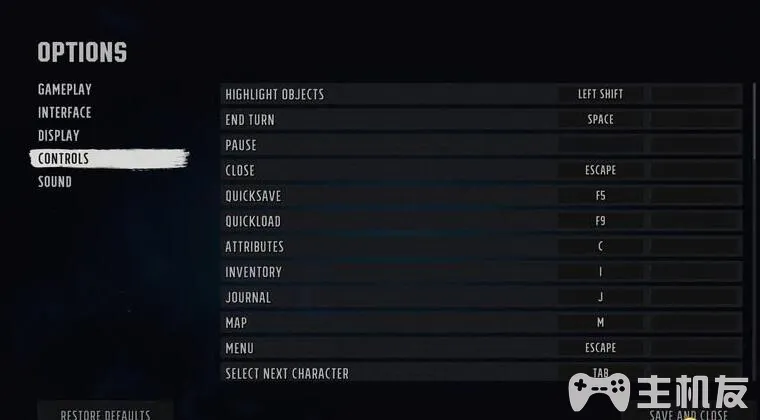 OPTIONS
GAMEPLAY
INTERFACE
DISPLAY
CONTROLS
SOUND
HIGHLIGHT OBJECTS LEFT SHIFT
END TURN SPACE
PAUSE
CLOSE ESCAPE
QUICKSAVE F5
QUICKLOAD F9
ATTRIBUTES C
INVENTORY I
JOURNAL J
MAP M
MENU ESCAPE
SELECT NEXT CHARACTER TAB
RESTORE DEFAULTS
SAVE AND CLOSE
主机友